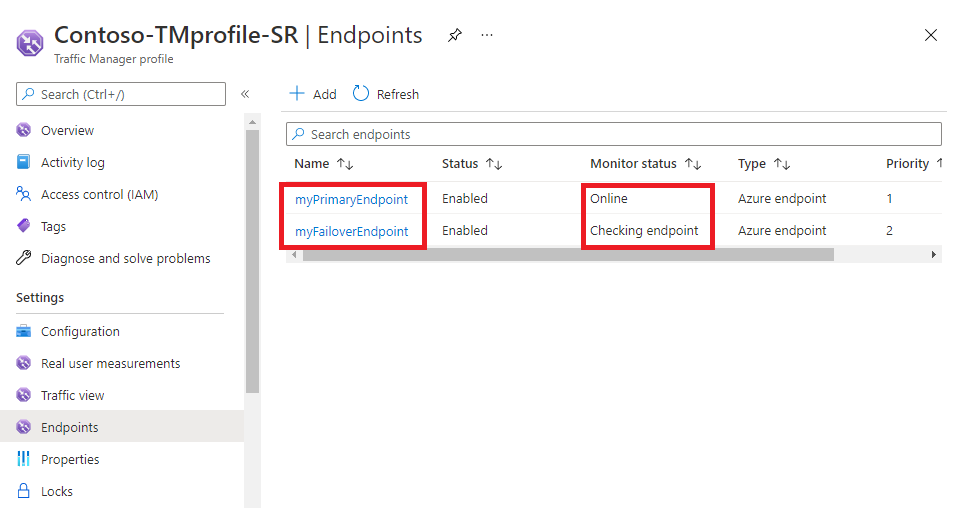 Contoso-TMprofile-SR | Endpoints ...
Traffic Manager profile
Search (Ctrl+/) «
Overview
Activity log
Access control (IAM)
Tags
Diagnose and solve problems
Settings
Configuration
Real user measurements
Traffic view
Endpoints
Properties
Locks
Add Refresh
Search endpoints
Name ↑↓ Status ↑↓ Monitor status ↑↓ Type ↑↓ Priority ↑
myPrimaryEndpoint Enabled Online Azure endpoint 1
myFailoverEndpoint Enabled Checking endpoint Azure endpoint 2